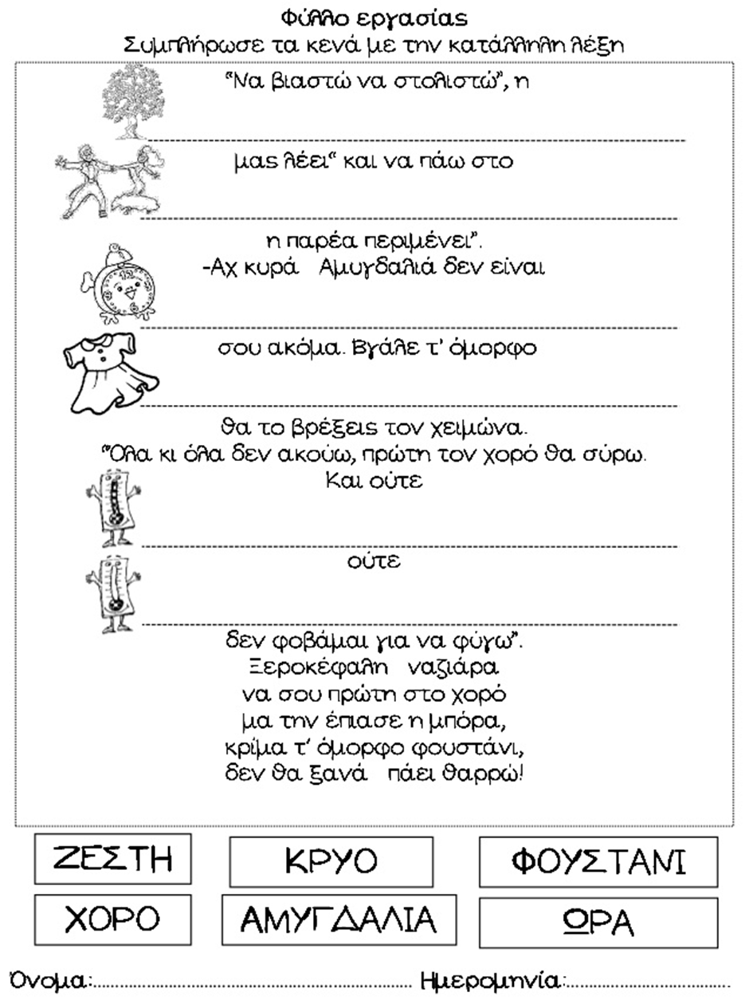 Φύλλο εργασίας
Συμπλήρωσε τα κενά με την κατάλληλη λέξη
“Να βιαστώ να στολιστώ”, η
μας λέει“ και να πάω στο
η παρέα περιμένει”.
-Αχ κυρά Αμυγδαλιά δεν είναι
σου ακόμα. Βγάλε τ’ όμορφο
θα το βρέξεις τον χειμώνα.
“Όλα κι όλα δεν ακούω, πρώτη τον χορό θα σύρω.
Και ούτε
ούτε
δεν φοβάμαι για να φύγω”.
Ξεροκέφαλη ναζιάρα
να σου πρώτη στο χορό
μα την έπιασε η μπόρα,
κρίμα τ’ όμορφο φουστάνι,
δεν θα ξανά πάει θαρρώ!
ΖΕΣΤΗ ΚΡΥΟ ΦΟΥΣΤΑΝΙ
ΧΟΡΟ ΑΜΥΓΔΑΛΙΑ ΩΡΑ
Όνομα:.................................................................. Ημερομηνία:..................................